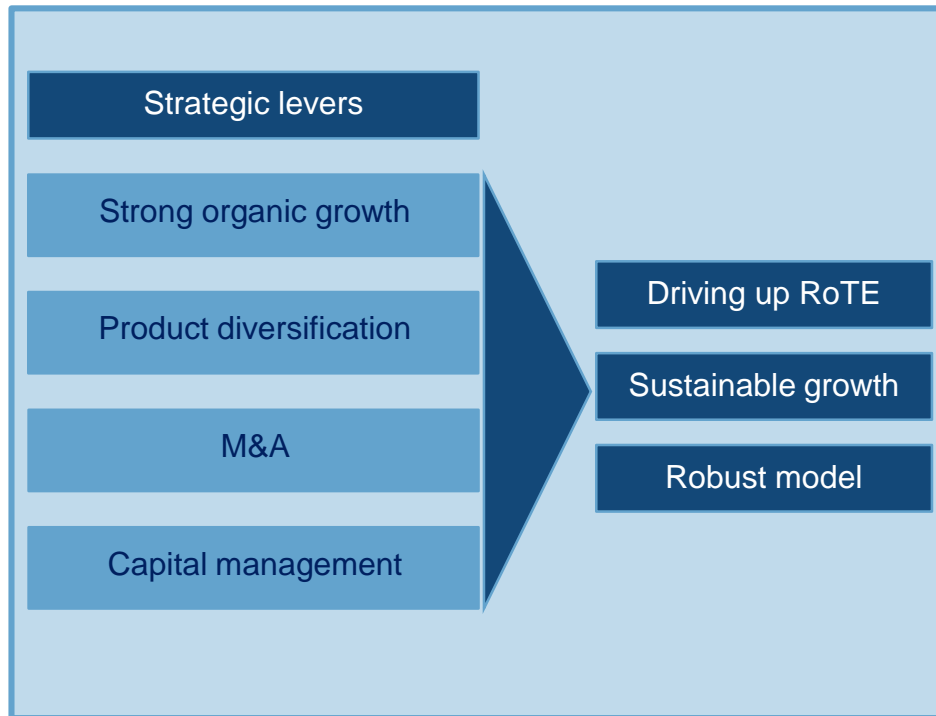 Strategic levers
Strong organic growth
Product diversification
M&A
Capital management
Driving up RoTE
Sustainable growth
Robust model